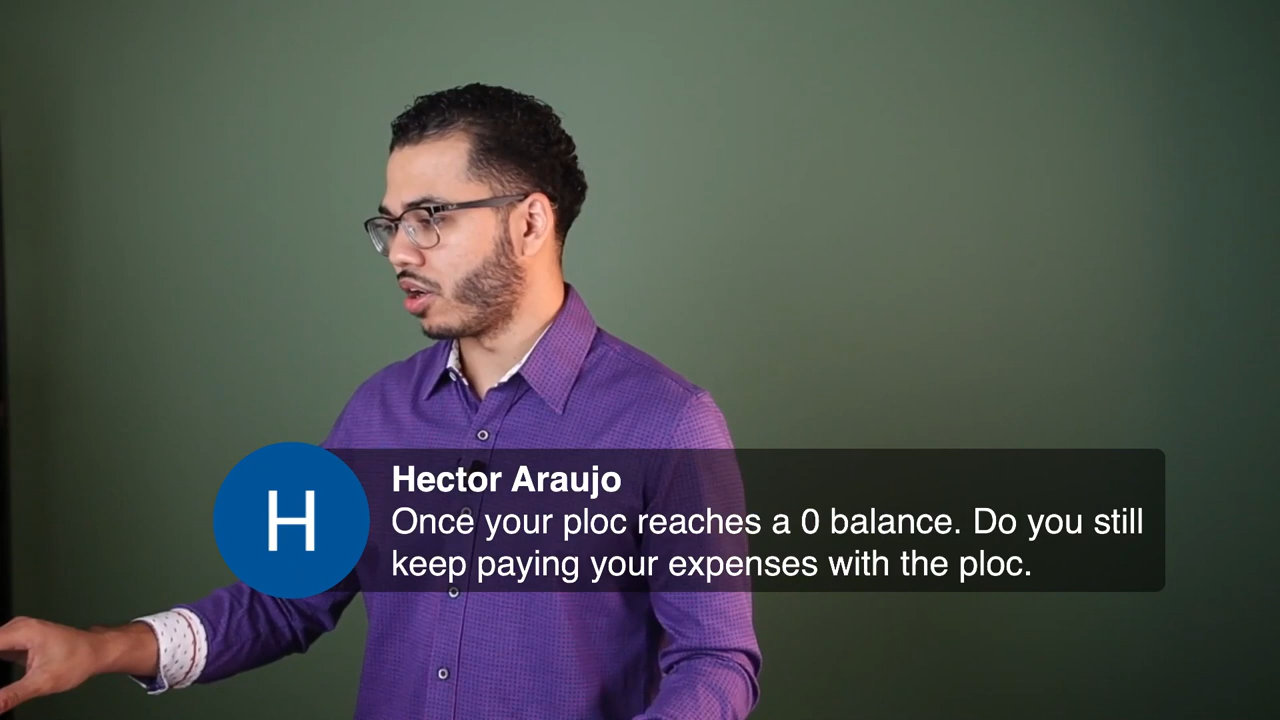 H
Hector Araujo
Once your ploc reaches a 0 balance. Do you still
keep paying your expenses with the ploc.